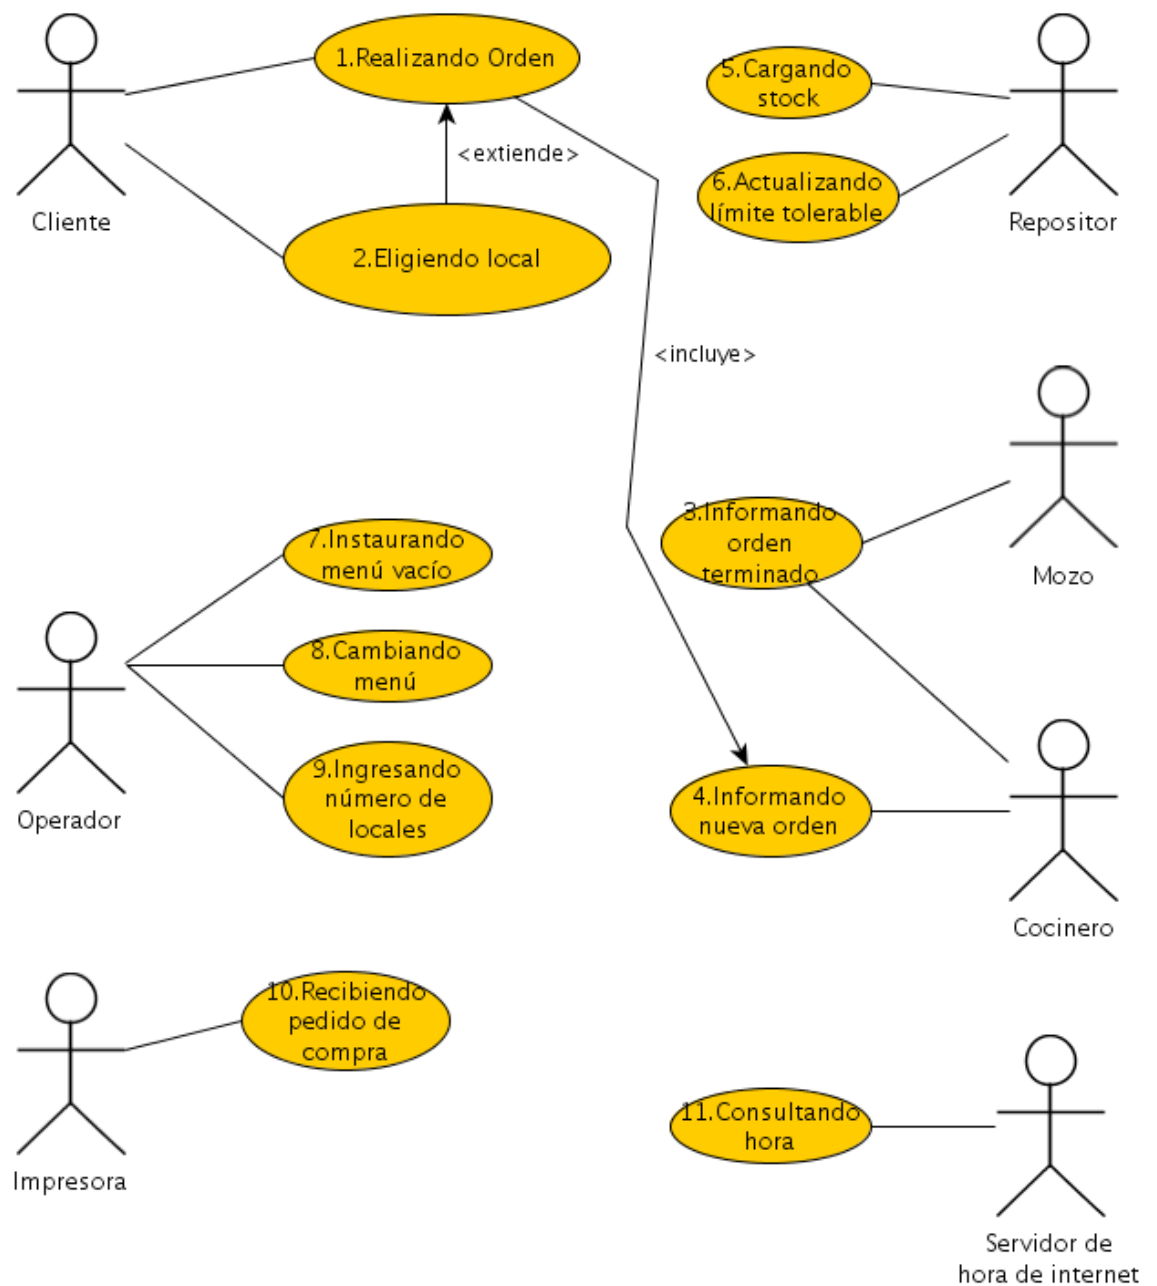 1.Realizando Orden
5.Cargando
stock
<extiende>
6.Actualizando
límite tolerable
Cliente
Repositor
2.Eligiendo local
<incluye>
3.Informando
orden
terminado
Mozo
7.Instaurando
menú vacío
8.Cambiando
menú
9.Ingresando
número de
locales
Operador
4.Informando
nueva orden
Cocinero
10.Recibiendo
pedido de
compra
Impresora
11.Consultando
hora
Servidor de
hora de internet